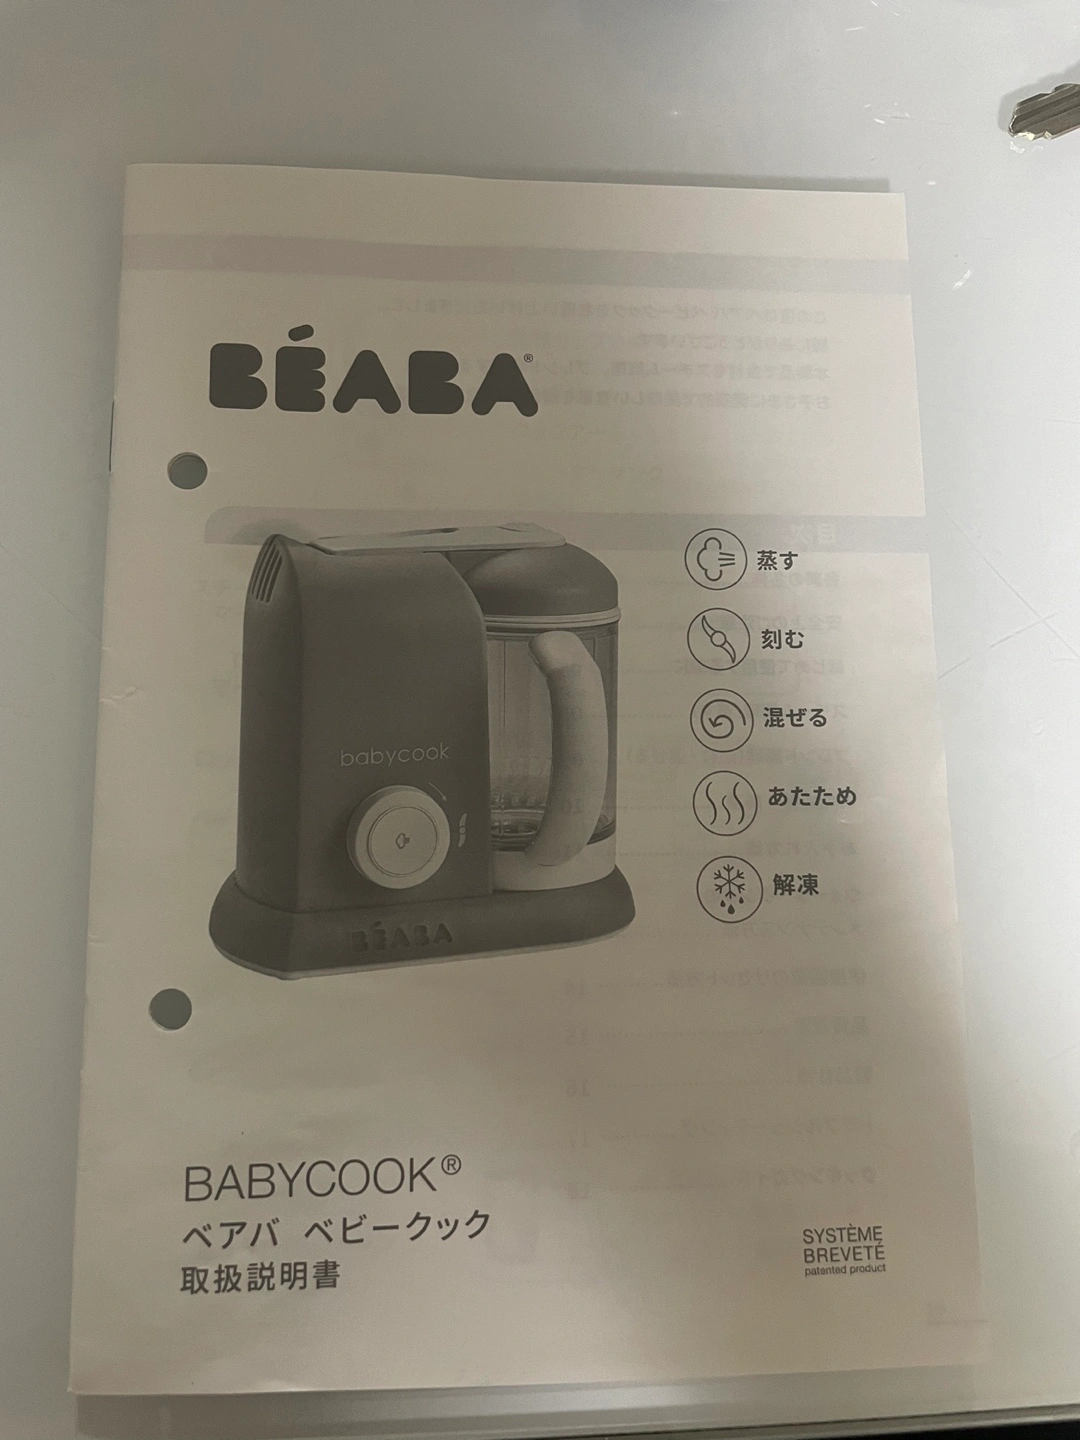 BÉABA®
蒸す
刻む
混ぜる
あたため
解凍
babycook
BÉABA
BABYCOOK®
ベアバ ベビークック
取扱説明書
SYSTÈME
BREVETÉ
patented product